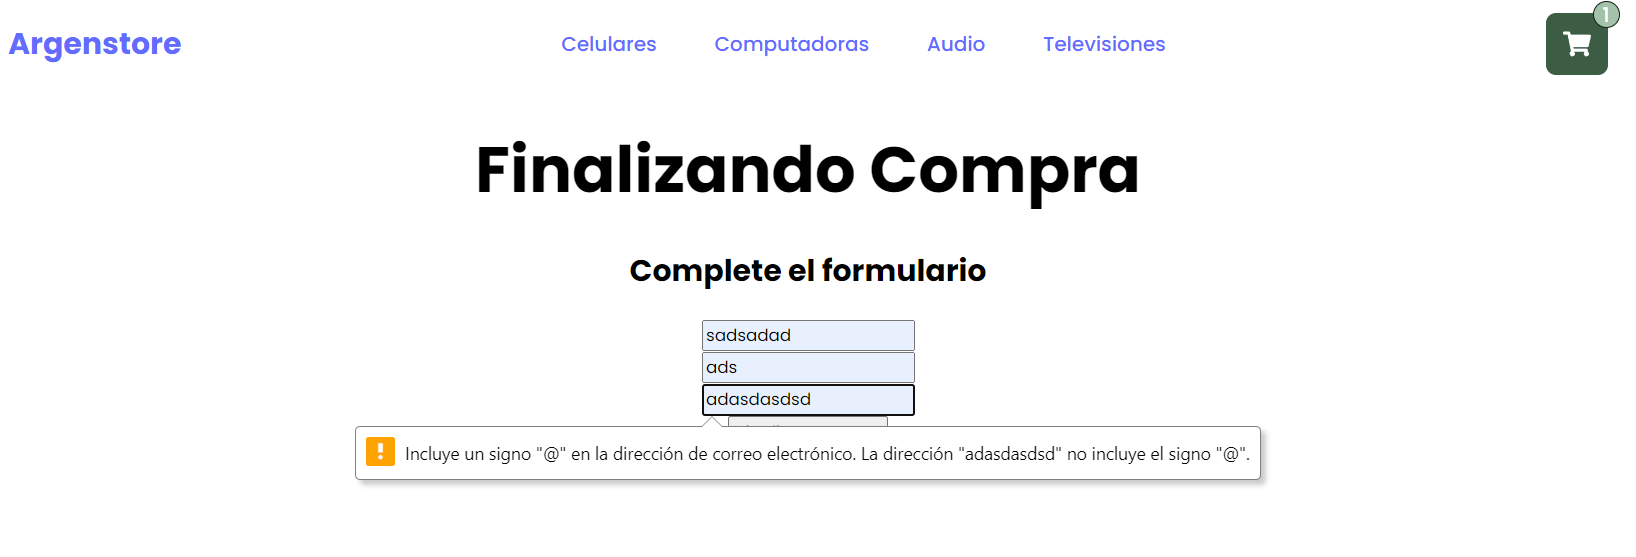 Argenstore
Celulares
Computadoras
Audio
Televisiones
1
Finalizando Compra
Complete el formulario
sadsadad
ads
adasdasdsd
Incluye un signo "@" en la dirección de correo electrónico. La dirección "adasdasdsd" no incluye el signo "@".